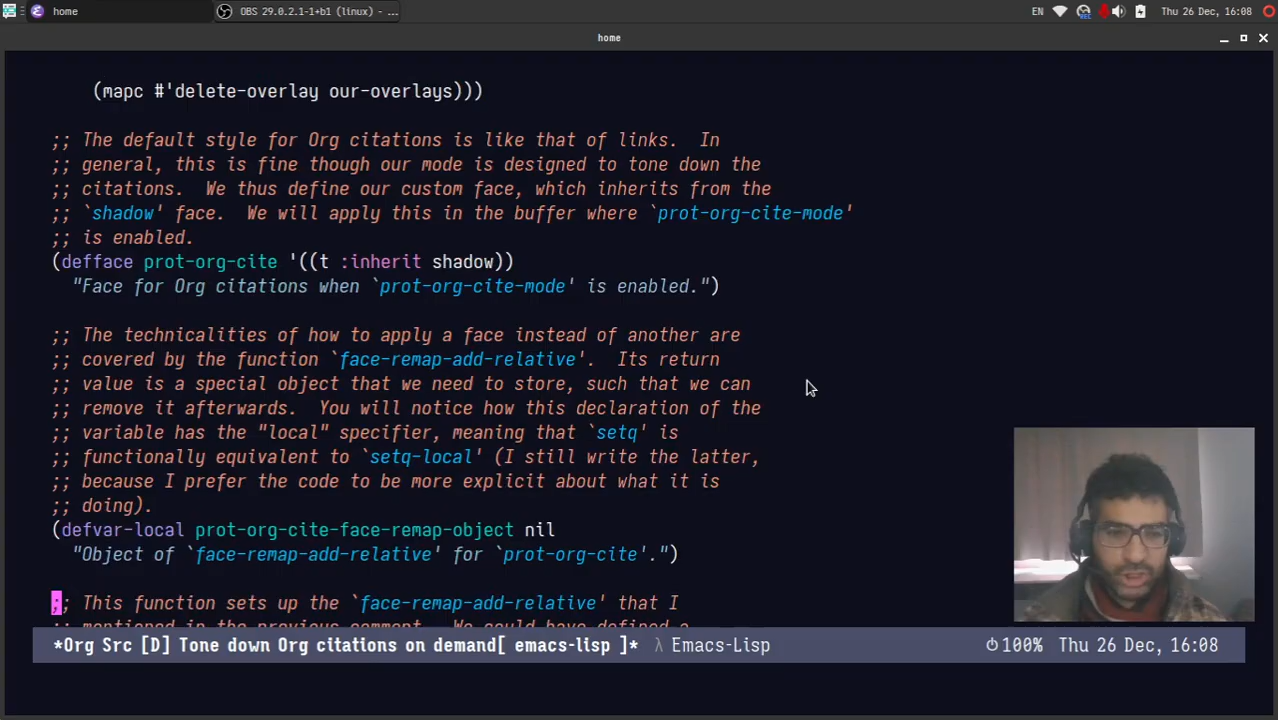 home
OBS 29.0.2.1-1+b1 (linux) - ...
EN
Thu 26 Dec, 16:08
home
(mapc #'delete-overlay our-overlays)))
;; The default style for Org citations is like that of links.  In
;; general, this is fine though our mode is designed to tone down the
;; citations.  We thus define our custom face, which inherits from the
;; `shadow' face.  We will apply this in the buffer where `prot-org-cite-mode'
;; is enabled.
(defface prot-org-cite '((t :inherit shadow))
"Face for Org citations when `prot-org-cite-mode' is enabled.")
;; The technicalities of how to apply a face instead of another are
;; covered by the function `face-remap-add-relative'.  Its return
;; value is a special object that we need to store, such that we can
;; remove it afterwards.  You will notice how this declaration of the
;; variable has the "local" specifier, meaning that `setq' is
;; functionally equivalent to `setq-local' (I still write the latter,
;; because I prefer the code to be more explicit about what it is
;; doing).
(defvar-local prot-org-cite-face-remap-object nil
"Object of `face-remap-add-relative' for `prot-org-cite'.")
;; This function sets up the `face-remap-add-relative' that I
;; mentioned in the previous comment.  We could have defined a
*Org Src [D] Tone down Org citations on demand[ emacs-lisp ]* λ Emacs-Lisp
100% Thu 26 Dec, 16:08